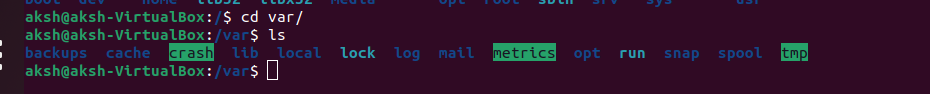 aksh@aksh-VirtualBox:/$ cd var/
aksh@aksh-VirtualBox:/var$ ls
backups cache crash lib local lock log mail metrics opt run snap spool tmp
aksh@aksh-VirtualBox:/var$